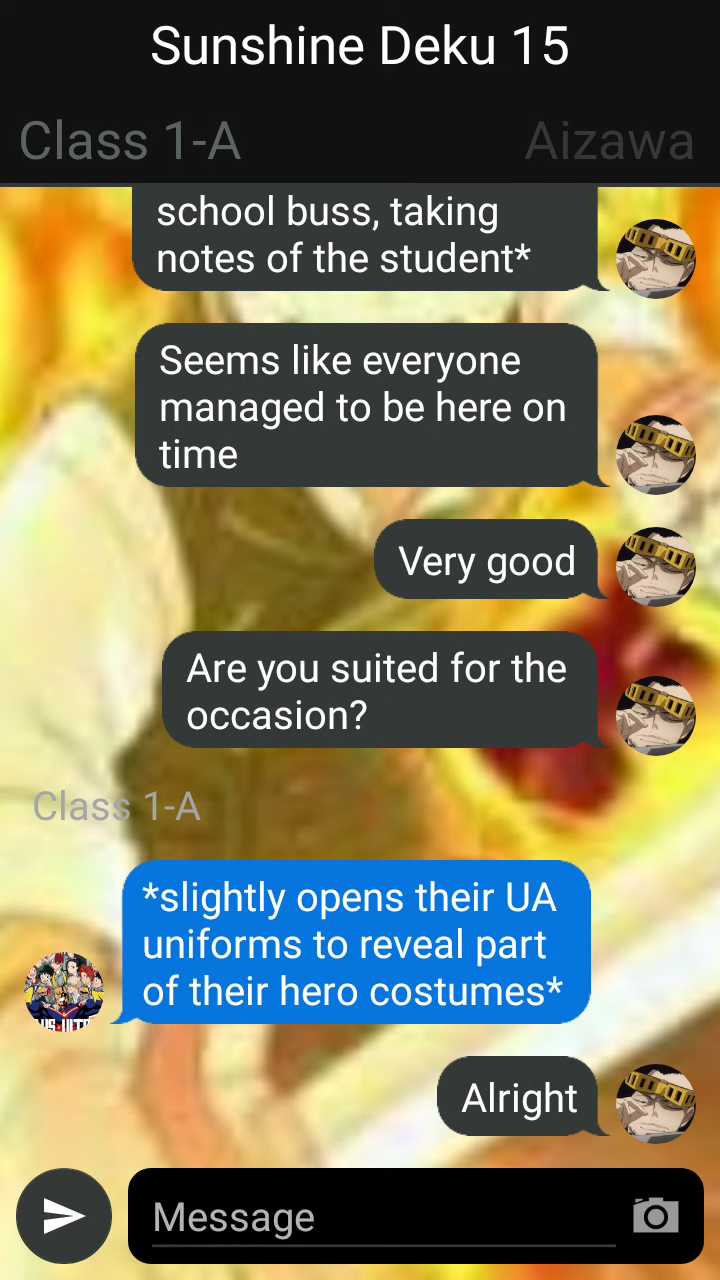 Sunshine Deku 15
Class 1-A
Aizawa
school buss, taking
notes of the student*
Seems like everyone
managed to be here on
time
Very good
Are you suited for the
occasion?
Class 1-A
*slightly opens their UA
uniforms to reveal part
of their hero costumes*
Alright
Message